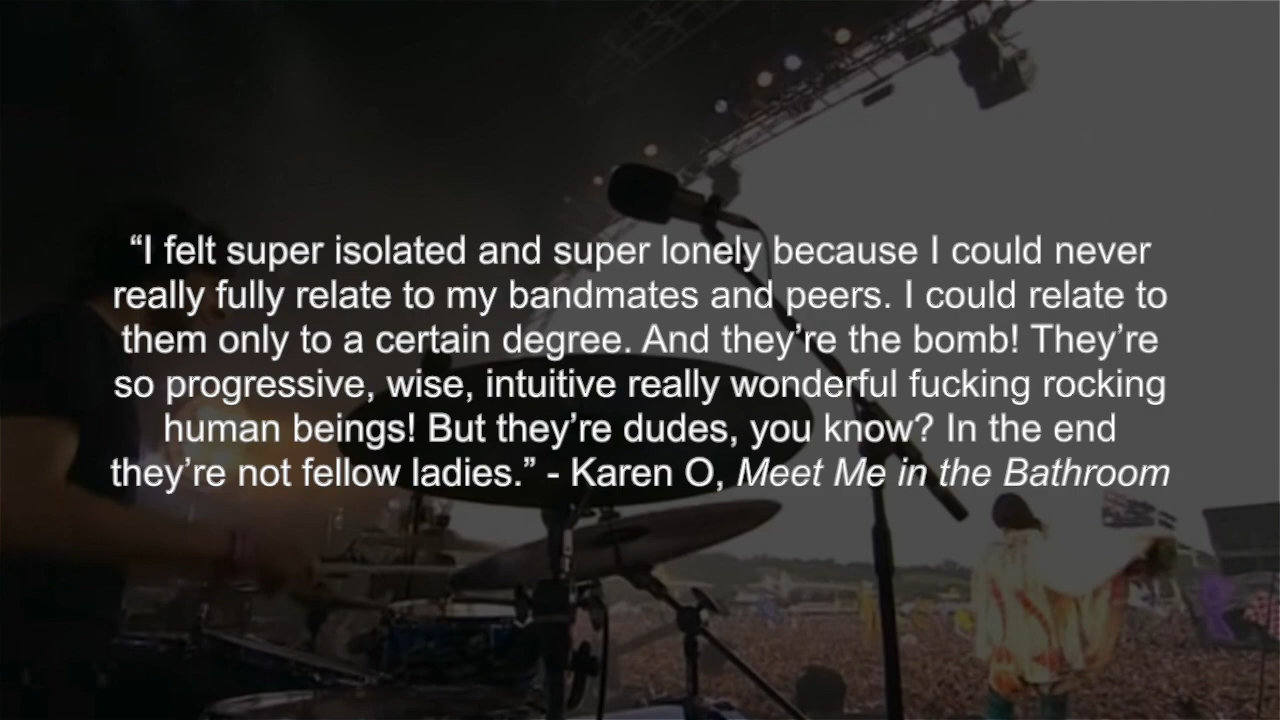 “I felt super isolated and super lonely because I could never
really fully relate to my bandmates and peers. I could relate to
them only to a certain degree. And they’re the bomb! They’re
so progressive, wise, intuitive really wonderful fucking rocking
human beings! But they’re dudes, you know? In the end
they’re not fellow ladies.” - Karen O, Meet Me in the Bathroom